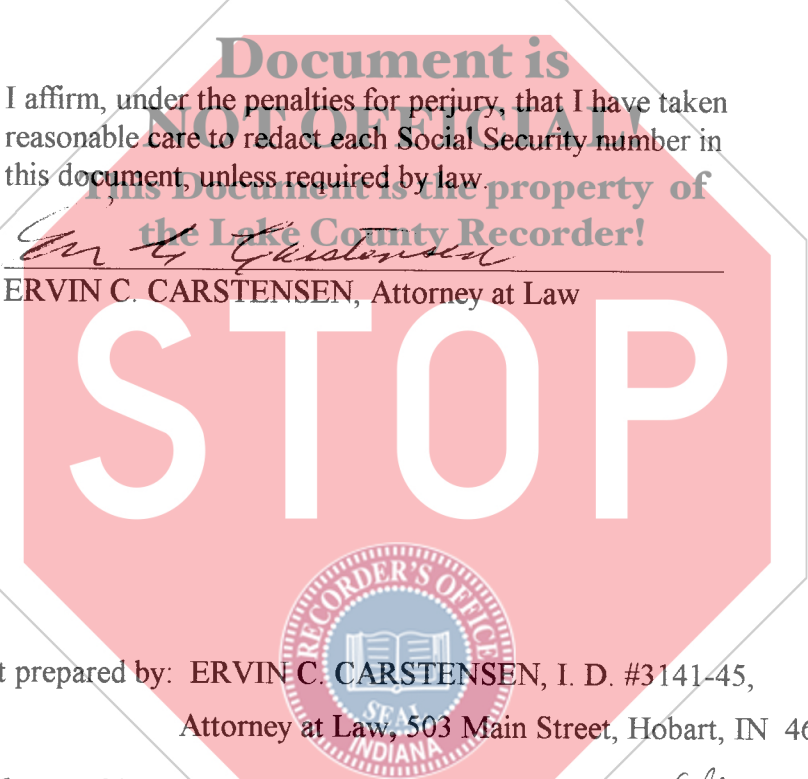 Document is
I affirm, under the penalties for perjury, that I have taken
NOT OFFICIAL!
reasonable care to redact each Social Security number in
this document, unless required by law.
This Document is the property of
the Lake County Recorder!
ERVIN C. CARSTENSEN, Attorney at Law
STOP
RECORDER'S OFFICE
SEAL
INDIANA
t prepared by: ERVIN C. CARSTENSEN, I. D. #3141-45,
Attorney at Law, 503 Main Street, Hobart, IN 46